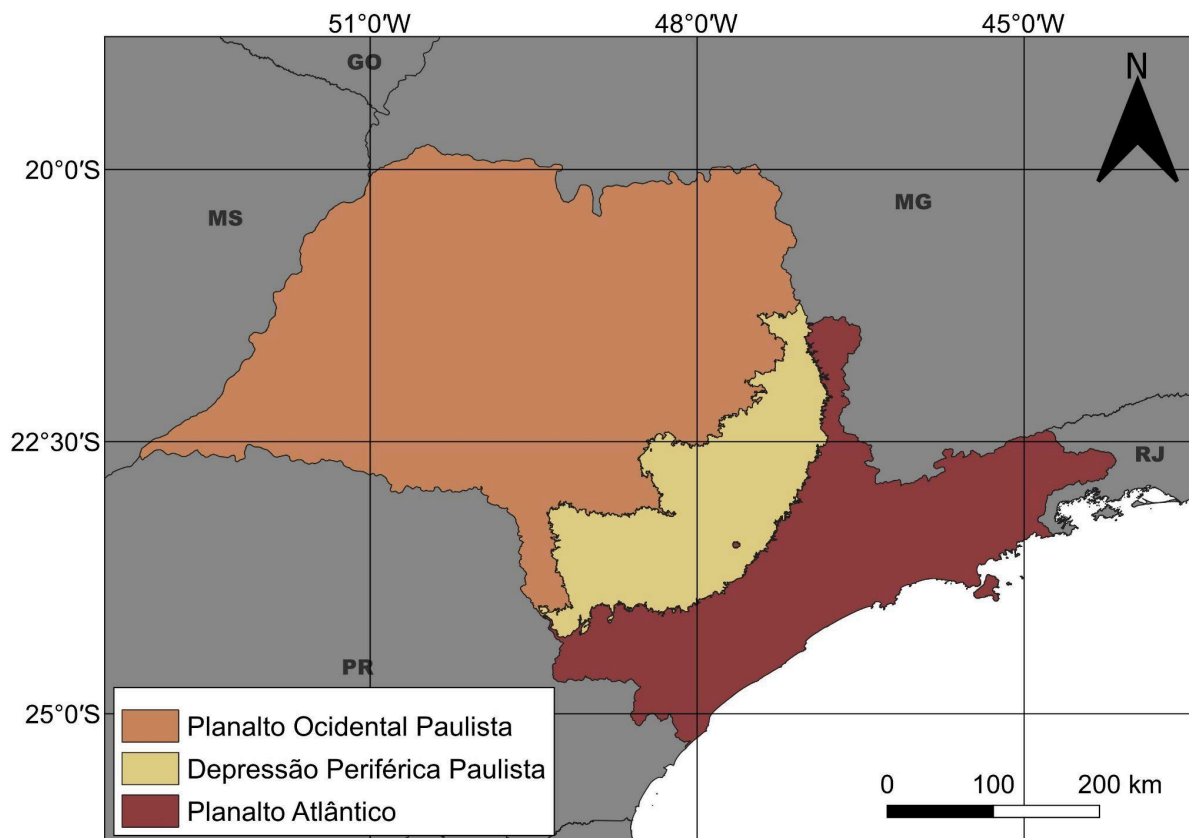 51°0'W 48°0'W 45°0'W
GO
N
20°0'S
MS
MG
22°30'S
RJ
PR
25°0'S
Planalto Ocidental Paulista
Depressão Periférica Paulista
Planalto Atlântico
0 100 200 km